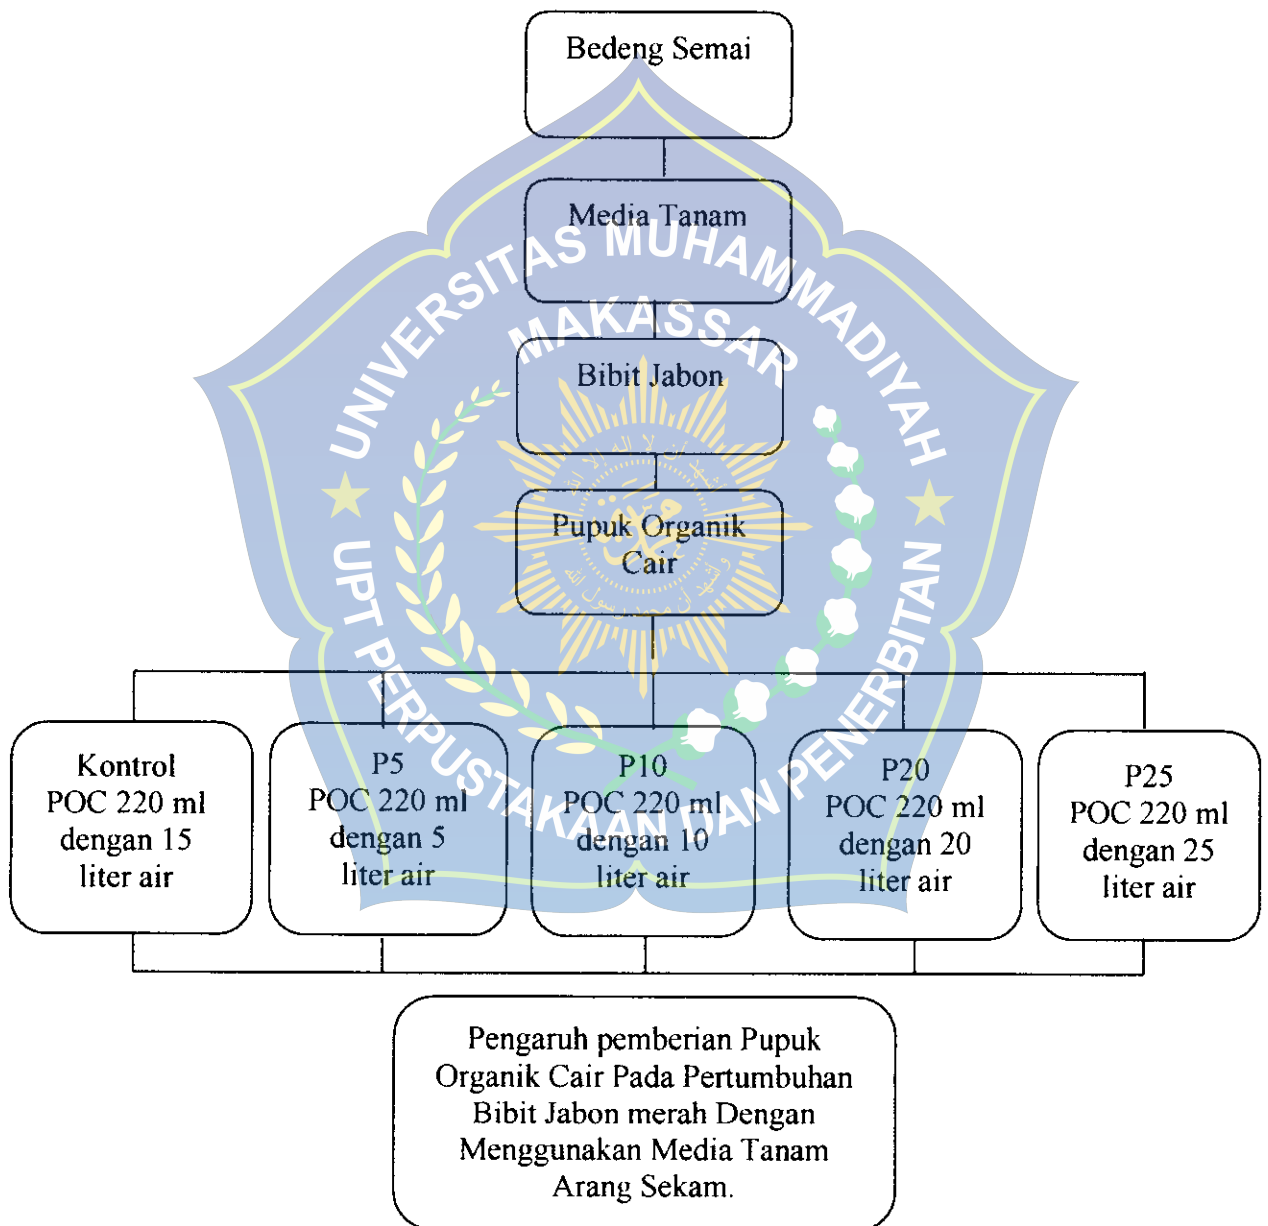 Bedeng Semai
Media Tanam
UNIVERSITAS MUHAMMADIYAH
MAKASSAR
Bibit Jabon
Pupuk Organik
Cair
UPT PERPUSTAKAAN DAN PENERBITAN
Kontrol
POC 220 ml
dengan 15
liter air
P5
POC 220 ml
dengan 5
liter air
P10
POC 220 ml
dengan 10
liter air
P20
POC 220 ml
dengan 20
liter air
P25
POC 220 ml
dengan 25
liter air
Pengaruh pemberian Pupuk
Organik Cair Pada Pertumbuhan
Bibit Jabon merah Dengan
Menggunakan Media Tanam
Arang Sekam.